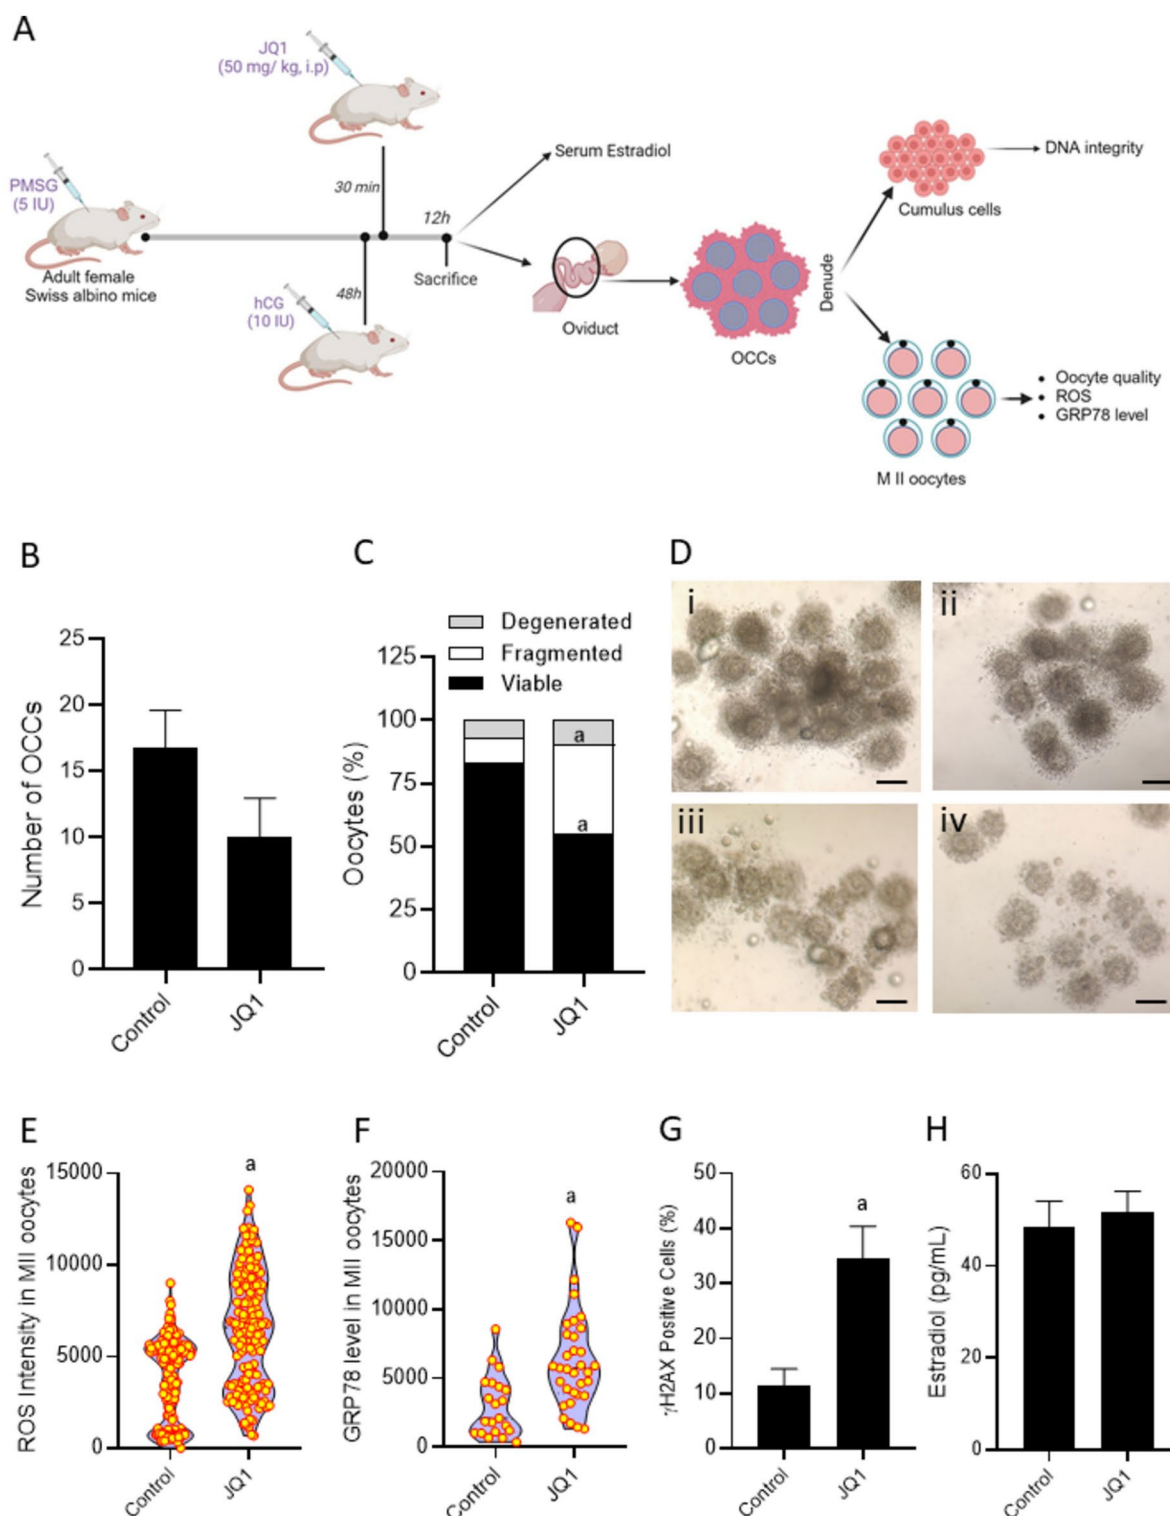 A
JQ1
(50 mg/ kg, i.p)
PMSG
(5 IU)
30 min
12h
Serum Estradiol
DNA integrity
Cumulus cells
Adult female
Swiss albino mice
48h
Sacrifice
hCG
(10 IU)
Oviduct
OCCs
Denude
Oocyte quality
ROS
GRP78 level
M II oocytes
B
Number of OCCs
25
20
15
10
5
0
Control
JQ1
C
Degenerated
Fragmented
Viable
Oocytes (%)
125
100
75
50
25
0
a
a
Control
JQ1
D
i
ii
iii
iv
E
ROS Intensity in MII oocytes
15000
10000
5000
0
a
Control
JQ1
F
GRP78 level in MII oocytes
20000
15000
10000
5000
0
a
Control
JQ1
G
γH2AX Positive Cells (%)
50
40
30
20
10
0
a
Control
JQ1
H
Estradiol (pg/mL)
60
40
20
0
Control
JQ1